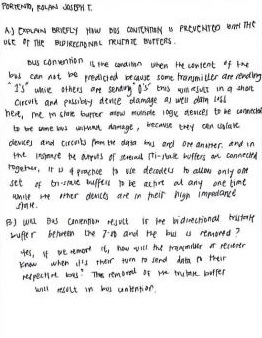 PORTENTO, ROLAN JOSEPH T.
A.) EXPLAIN BRIEFLY HOW BUS CONTENTION IS PREVENTED WITH THE
USE OF THE BIDIRECTIONAL TRISTATE BUFFERS.
Bus contention is the condition when the content of the
bus can not be predicted because some transmitter are sending
"1's" while others are sending "0's" this will result in a short
circuit and possibly device damage as well data loss
here, the tri state buffer allow multiple logic devices to be connected
to the same bus without damage, because they can isolate
devices and circuits from the data bus and one another. and in
the instance the outputs of several Tri-state buffers are connected
together, it is a practice to use decoders to allow only one
set of tri-state buffers to be active at any one time
while the other devices are in their high impedance
state.
B.) WILL BUS CONTENTION RESULT IF THE bidirectional tristate
buffer between the Z-80 and the bus is removed?
Yes, if we remove it, how will the transmitter or receiver
know when it's their turn to send data to their
respective bus? The removal of the tristate buffer
will result in bus contention.